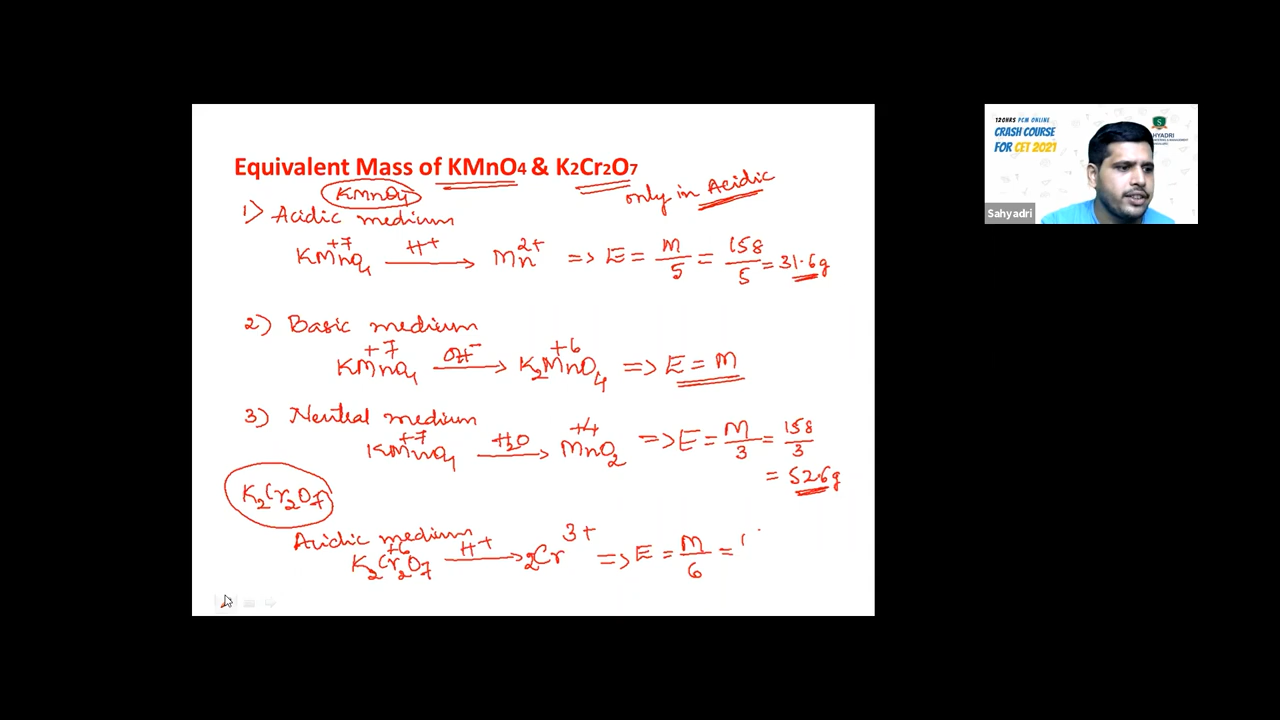 Equivalent Mass of KMnO4 & K2Cr2O7
KMnO4
only in Acidic
1) Acidic medium
+7 KMnO4 H+ → Mn2+ => E = M/5 = 158/5 = 31.6g
2) Basic medium
+7 KMnO4 OH- → +6 K2MnO4 => E = M
3) Neutral medium
+7 KMnO4 H2O → +4 MnO2 => E = M/3 = 158/3
= 52.6g
K2Cr2O7
Acidic medium
+6 K2Cr2O7 H+ → 2Cr3+ => E = M/6 =
120HRS PCM ONLINE
CRASH COURSE
FOR CET 2021
S
HYADRI
Sahyadri